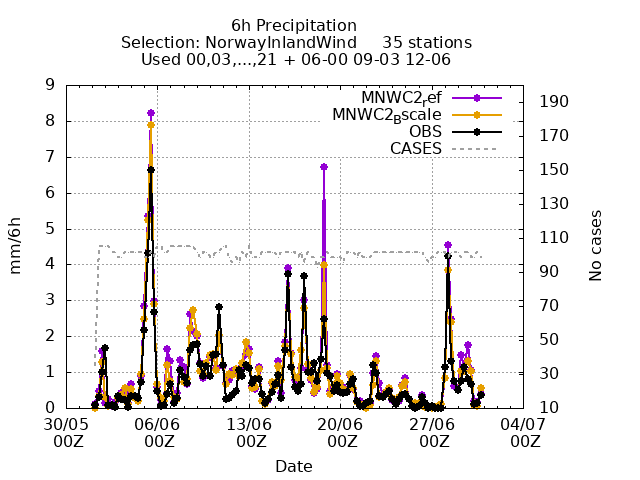 6h Precipitation
Selection: NorwayInlandWind 35 stations
Used 00,03,...,21 + 06-00 09-03 12-06
MNWC2ref
MNWC2Bscale
OBS
CASES
9
8
7
6
5
4
3
2
1
0
mm/6h
190
170
150
130
110
90
70
50
30
10
No cases
30/05 06/06 13/06 20/06 27/06 04/07
00Z 00Z 00Z 00Z 00Z 00Z
Date